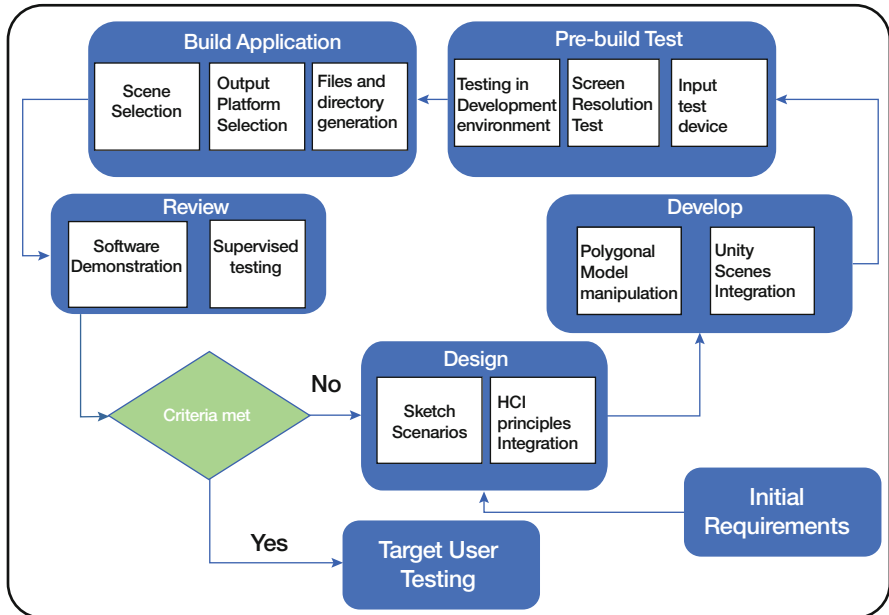 Build Application
Scene
Selection
Output
Platform
Selection
Files and
directory
generation
Pre-build Test
Testing in
Development
environment
Screen
Resolution
Test
Input
test
device
Review
Software
Demonstration
Supervised
testing
Develop
Polygonal
Model
manipulation
Unity
Scenes
Integration
Criteria met
No
Design
Sketch
Scenarios
HCI
principles
Integration
Initial
Requirements
Yes
Target User
Testing